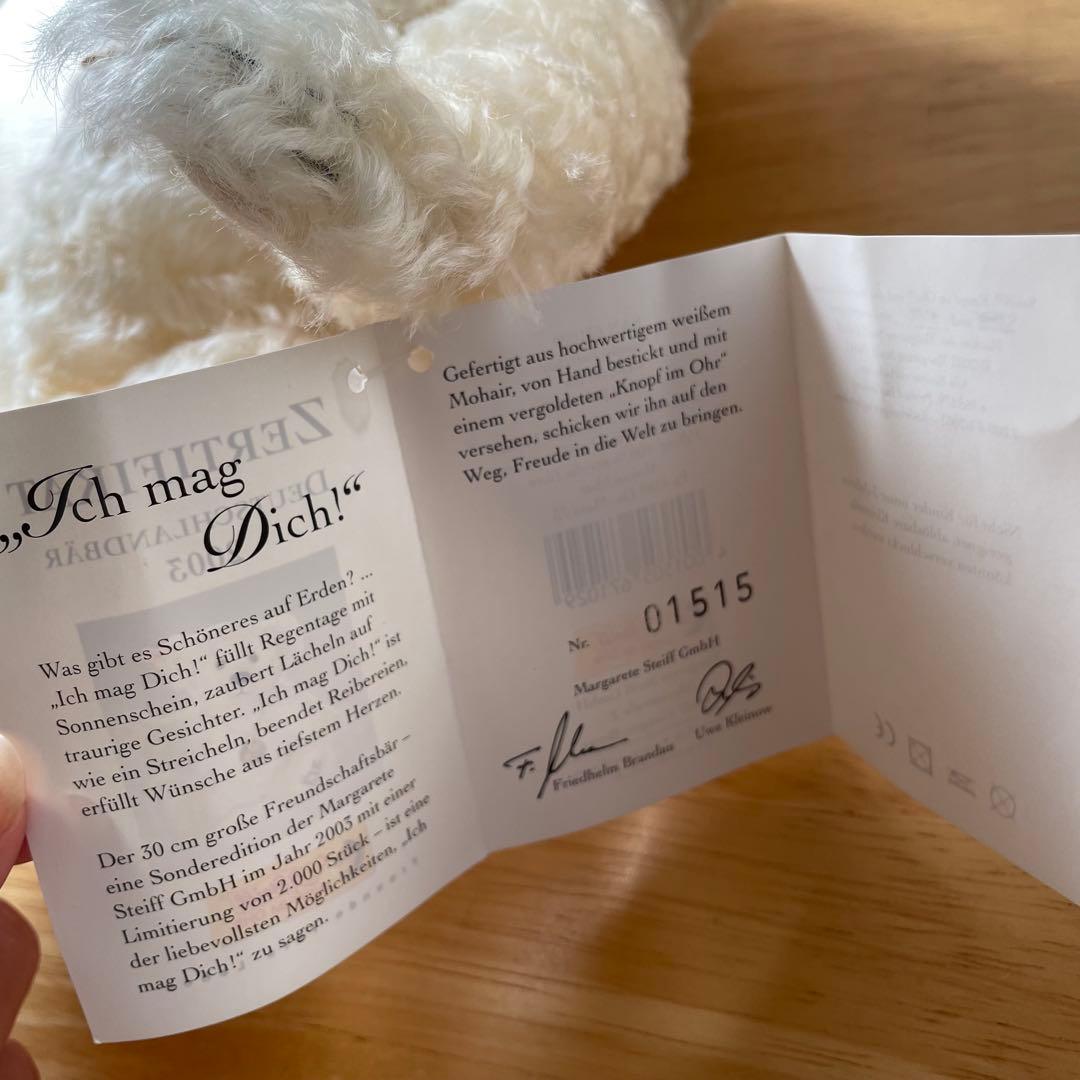 „Ich mag
Dich!“
Was gibt es Schöneres auf Erden? ...
„Ich mag Dich!“ füllt Regentage mit
Sonnenschein, zaubert Lächeln auf
traurige Gesichter. „Ich mag Dich!“ ist
wie ein Streicheln, beendet Reibereien,
erfüllt Wünsche aus tiefstem Herzen.
Der 30 cm große Freundschaftsbär –
eine Sonderedition der Margarete
Steiff GmbH im Jahr 2003 mit einer
Limitierung von 2.000 Stück – ist eine
der liebevollsten Möglichkeiten, „Ich
mag Dich!“ zu sagen.
Gefertigt aus hochwertigem weißem
Mohair, von Hand bestickt und mit
einem vergoldeten „Knopf im Ohr“
versehen, schicken wir ihn auf den
Weg, Freude in die Welt zu bringen.
Nr. 01515
Margarete Steiff GmbH
Friedhelm Brandau Uwe Kleinow
ZERTIFIKAT
DEUTSCHLANDBÄR
2003